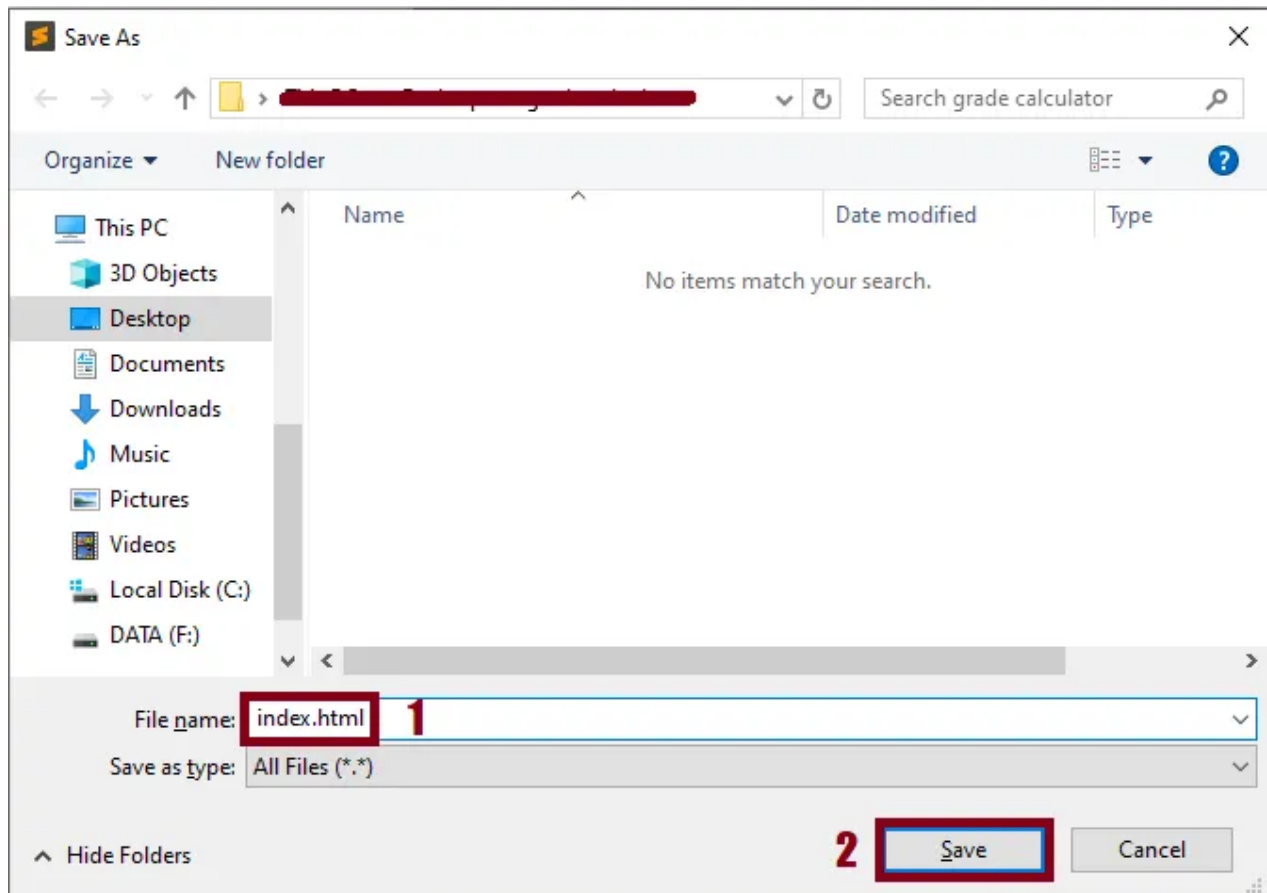 Save As
Search grade calculator
Organize New folder
?
Name Date modified Type
This PC
3D Objects
No items match your search.
Desktop
Documents
Downloads
Music
Pictures
Videos
Local Disk (C:)
DATA (F:)
File name: index.html 1
Save as type: All Files (*.*)
Hide Folders 2 Save Cancel